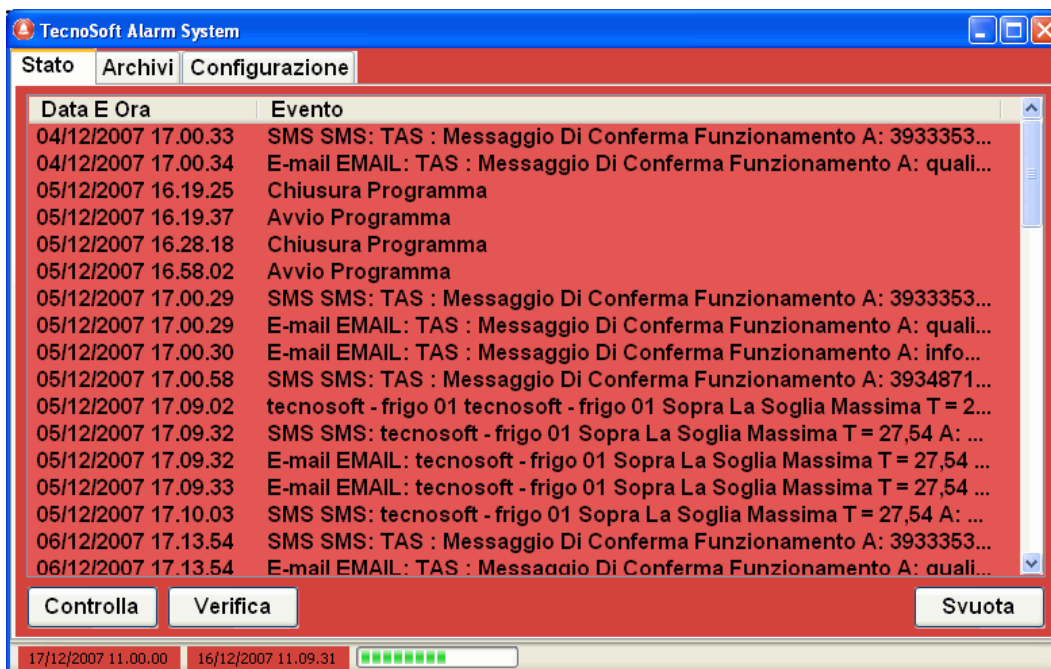 TecnoSoft Alarm System
Stato Archivi Configurazione
Data E Ora Evento
04/12/2007 17.00.33 SMS SMS: TAS : Messaggio Di Conferma Funzionamento A: 3933353...
04/12/2007 17.00.34 E-mail EMAIL: TAS : Messaggio Di Conferma Funzionamento A: quali...
05/12/2007 16.19.25 Chiusura Programma
05/12/2007 16.19.37 Avvio Programma
05/12/2007 16.28.18 Chiusura Programma
05/12/2007 16.58.02 Avvio Programma
05/12/2007 17.00.29 SMS SMS: TAS : Messaggio Di Conferma Funzionamento A: 3933353...
05/12/2007 17.00.29 E-mail EMAIL: TAS : Messaggio Di Conferma Funzionamento A: quali...
05/12/2007 17.00.30 E-mail EMAIL: TAS : Messaggio Di Conferma Funzionamento A: info...
05/12/2007 17.00.58 SMS SMS: TAS : Messaggio Di Conferma Funzionamento A: 3934871...
05/12/2007 17.09.02 tecnosoft - frigo 01 tecnosoft - frigo 01 Sopra La Soglia Massima T = 2...
05/12/2007 17.09.32 SMS SMS: tecnosoft - frigo 01 Sopra La Soglia Massima T = 27,54 A: ...
05/12/2007 17.09.32 E-mail EMAIL: tecnosoft - frigo 01 Sopra La Soglia Massima T = 27,54 ...
05/12/2007 17.09.33 E-mail EMAIL: tecnosoft - frigo 01 Sopra La Soglia Massima T = 27,54 ...
05/12/2007 17.10.03 SMS SMS: tecnosoft - frigo 01 Sopra La Soglia Massima T = 27,54 A: ...
06/12/2007 17.13.54 SMS SMS: TAS : Messaggio Di Conferma Funzionamento A: 3933353...
06/12/2007 17.13.54 E-mail EMAIL: TAS : Messaggio Di Conferma Funzionamento A: quali...
Controlla Verifica Svuota
17/12/2007 11.00.00 16/12/2007 11.09.31